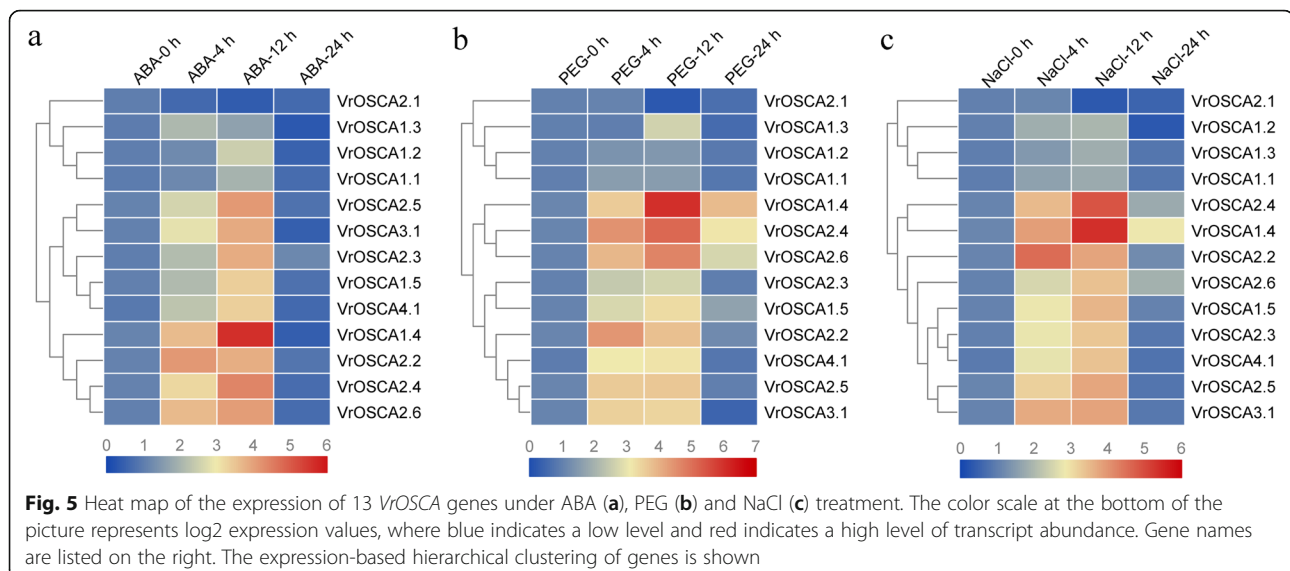 a
ABA-0 h ABA-4 h ABA-12 h ABA-24 h
VrOSCA2.1
VrOSCA1.3
VrOSCA1.2
VrOSCA1.1
VrOSCA2.5
VrOSCA3.1
VrOSCA2.3
VrOSCA1.5
VrOSCA4.1
VrOSCA1.4
VrOSCA2.2
VrOSCA2.4
VrOSCA2.6
0 1 2 3 4 5 6
b
PEG-0 h PEG-4 h PEG-12 h PEG-24 h
VrOSCA2.1
VrOSCA1.3
VrOSCA1.2
VrOSCA1.1
VrOSCA1.4
VrOSCA2.4
VrOSCA2.6
VrOSCA2.3
VrOSCA1.5
VrOSCA2.2
VrOSCA4.1
VrOSCA2.5
VrOSCA3.1
0 1 2 3 4 5 6 7
c
NaCl-0 h NaCl-4 h NaCl-12 h NaCl-24 h
VrOSCA2.1
VrOSCA1.2
VrOSCA1.3
VrOSCA1.1
VrOSCA2.4
VrOSCA1.4
VrOSCA2.2
VrOSCA2.6
VrOSCA1.5
VrOSCA2.3
VrOSCA4.1
VrOSCA2.5
VrOSCA3.1
0 1 2 3 4 5 6
Fig. 5 Heat map of the expression of 13 VrOSCA genes under ABA (a), PEG (b) and NaCl (c) treatment. The color scale at the bottom of the
picture represents log2 expression values, where blue indicates a low level and red indicates a high level of transcript abundance. Gene names
are listed on the right. The expression-based hierarchical clustering of genes is shown